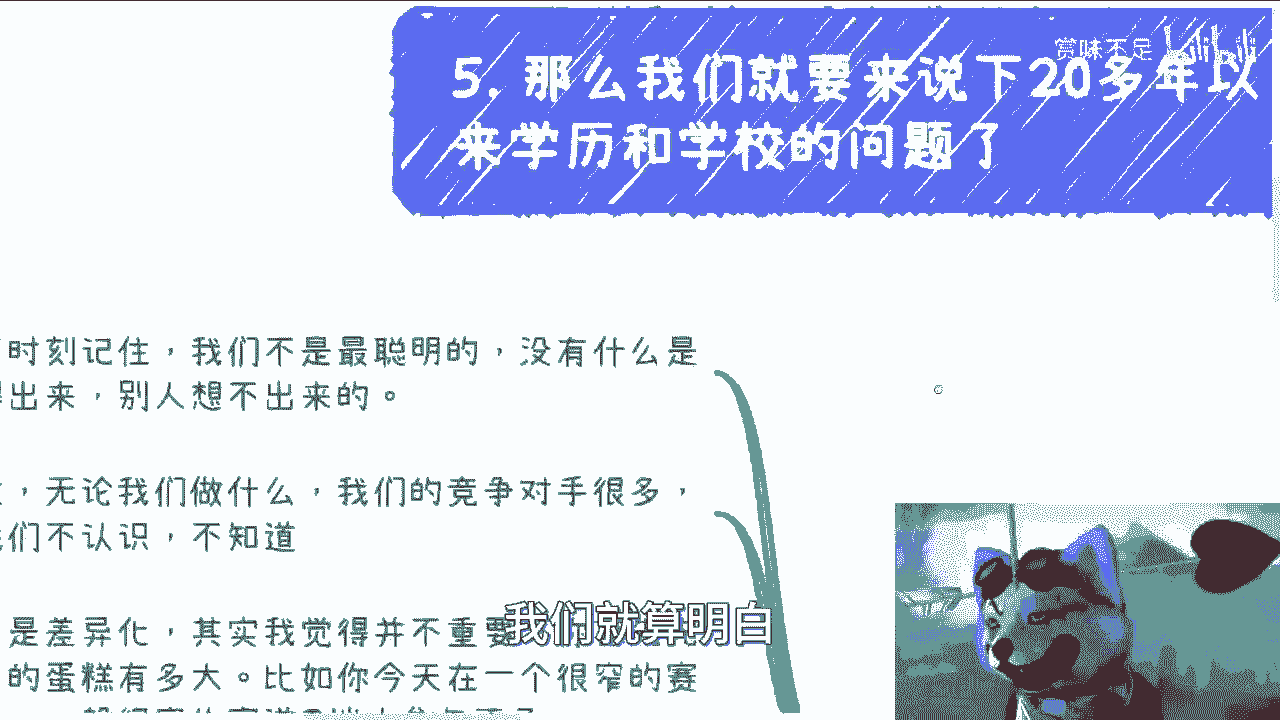 赏味不足 bilibili
5. 那么我们就要来说下20多年以
来学历和学校的问题了
时刻记住，我们不是最聪明的，没有什么是
出来，别人想不出来的。
，无论我们做什么，我们的竞争对手很多，
们不认识，不知道
是差异化，其实我觉得并不重要
我们就算明白
的蛋糕有多大。比如你今天在一个很窄的赛